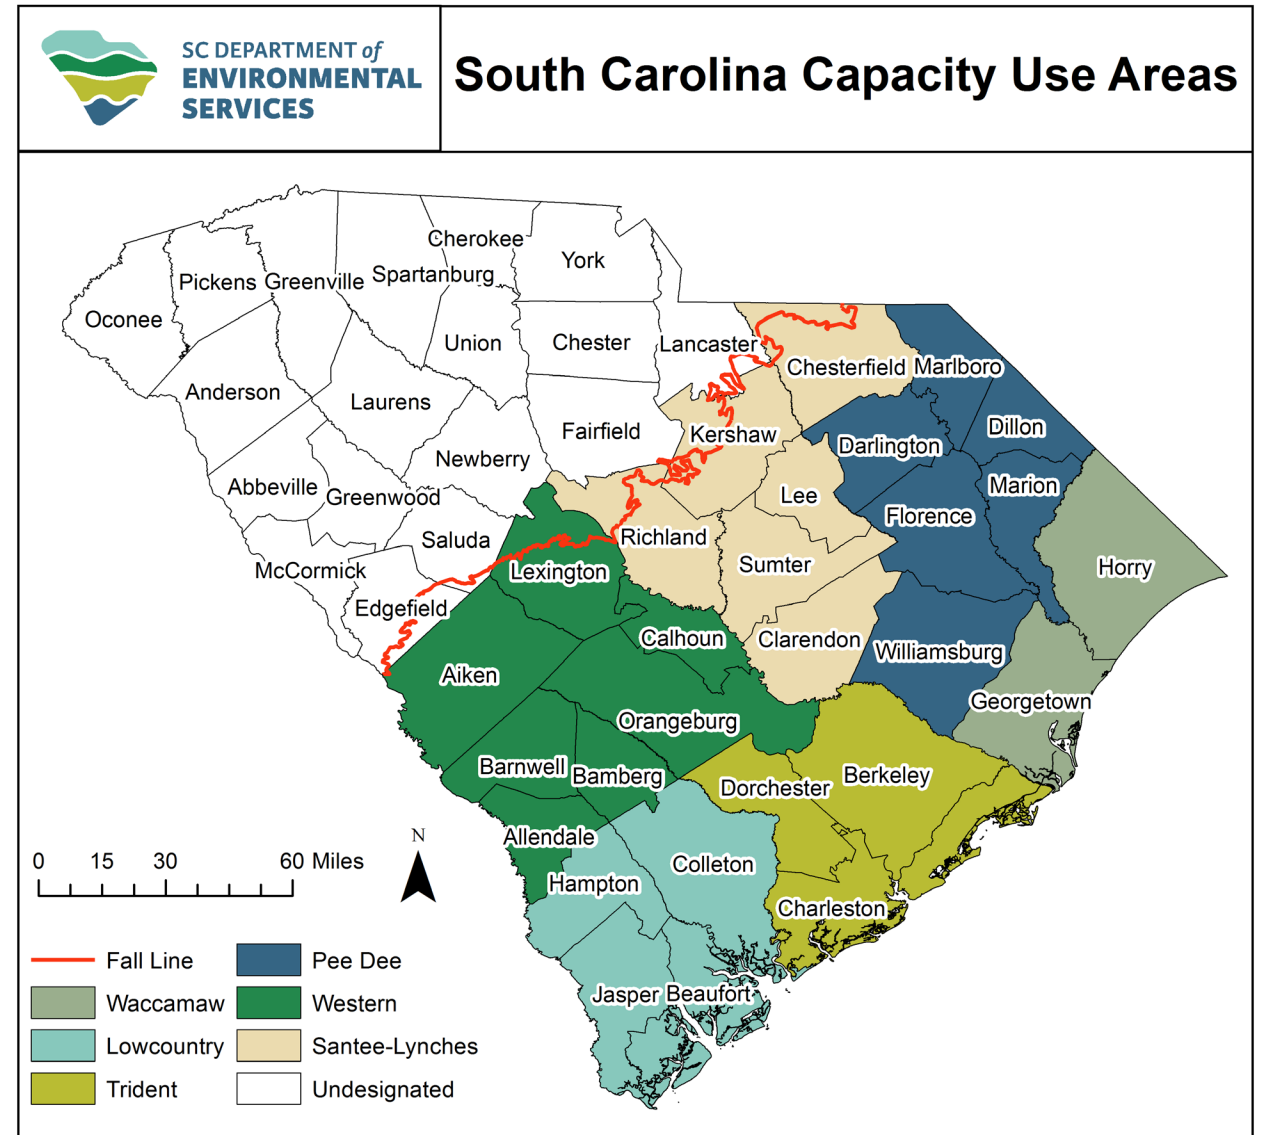 SC DEPARTMENT of
ENVIRONMENTAL
SERVICES
South Carolina Capacity Use Areas
Cherokee
York
Spartanburg
Pickens
Greenville
Oconee
Union
Chester
Lancaster
Chesterfield
Marlboro
Anderson
Laurens
Fairfield
Kershaw
Darlington
Dillon
Newberry
Abbeville
Greenwood
Lee
Marion
Florence
Saluda
Richland
McCormick
Lexington
Sumter
Horry
Edgefield
Calhoun
Clarendon
Williamsburg
Aiken
Georgetown
Orangeburg
Barnwell
Bamberg
Dorchester
Berkeley
Allendale
Colleton
Hampton
Charleston
Jasper
Beaufort
N
0 15 30 60 Miles
Fall Line
Pee Dee
Waccamaw
Western
Lowcountry
Santee-Lynches
Trident
Undesignated